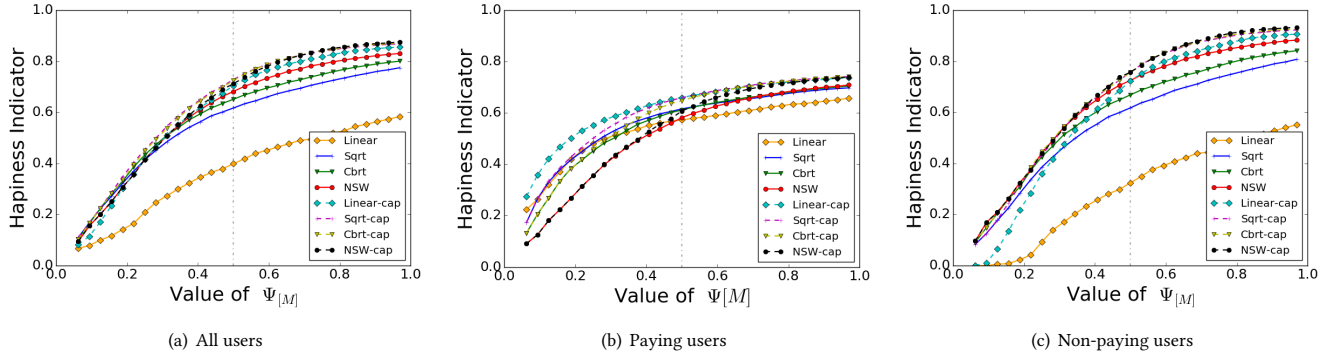 1.0
0.8
0.6
0.4
0.2
0.0
Hapiness Indicator
0.0 0.2 0.4 0.6 0.8 1.0
Value of Ψ[M]
Linear
Sqrt
Cbrt
NSW
Linear-cap
Sqrt-cap
Cbrt-cap
NSW-cap
(a) All users
1.0
0.8
0.6
0.4
0.2
0.0
Hapiness Indicator
0.0 0.2 0.4 0.6 0.8 1.0
Value of Ψ[M]
Linear
Sqrt
Cbrt
NSW
Linear-cap
Sqrt-cap
Cbrt-cap
NSW-cap
(b) Paying users
1.0
0.8
0.6
0.4
0.2
0.0
Hapiness Indicator
0.0 0.2 0.4 0.6 0.8 1.0
Value of Ψ[M]
Linear
Sqrt
Cbrt
NSW
Linear-cap
Sqrt-cap
Cbrt-cap
NSW-cap
(c) Non-paying users